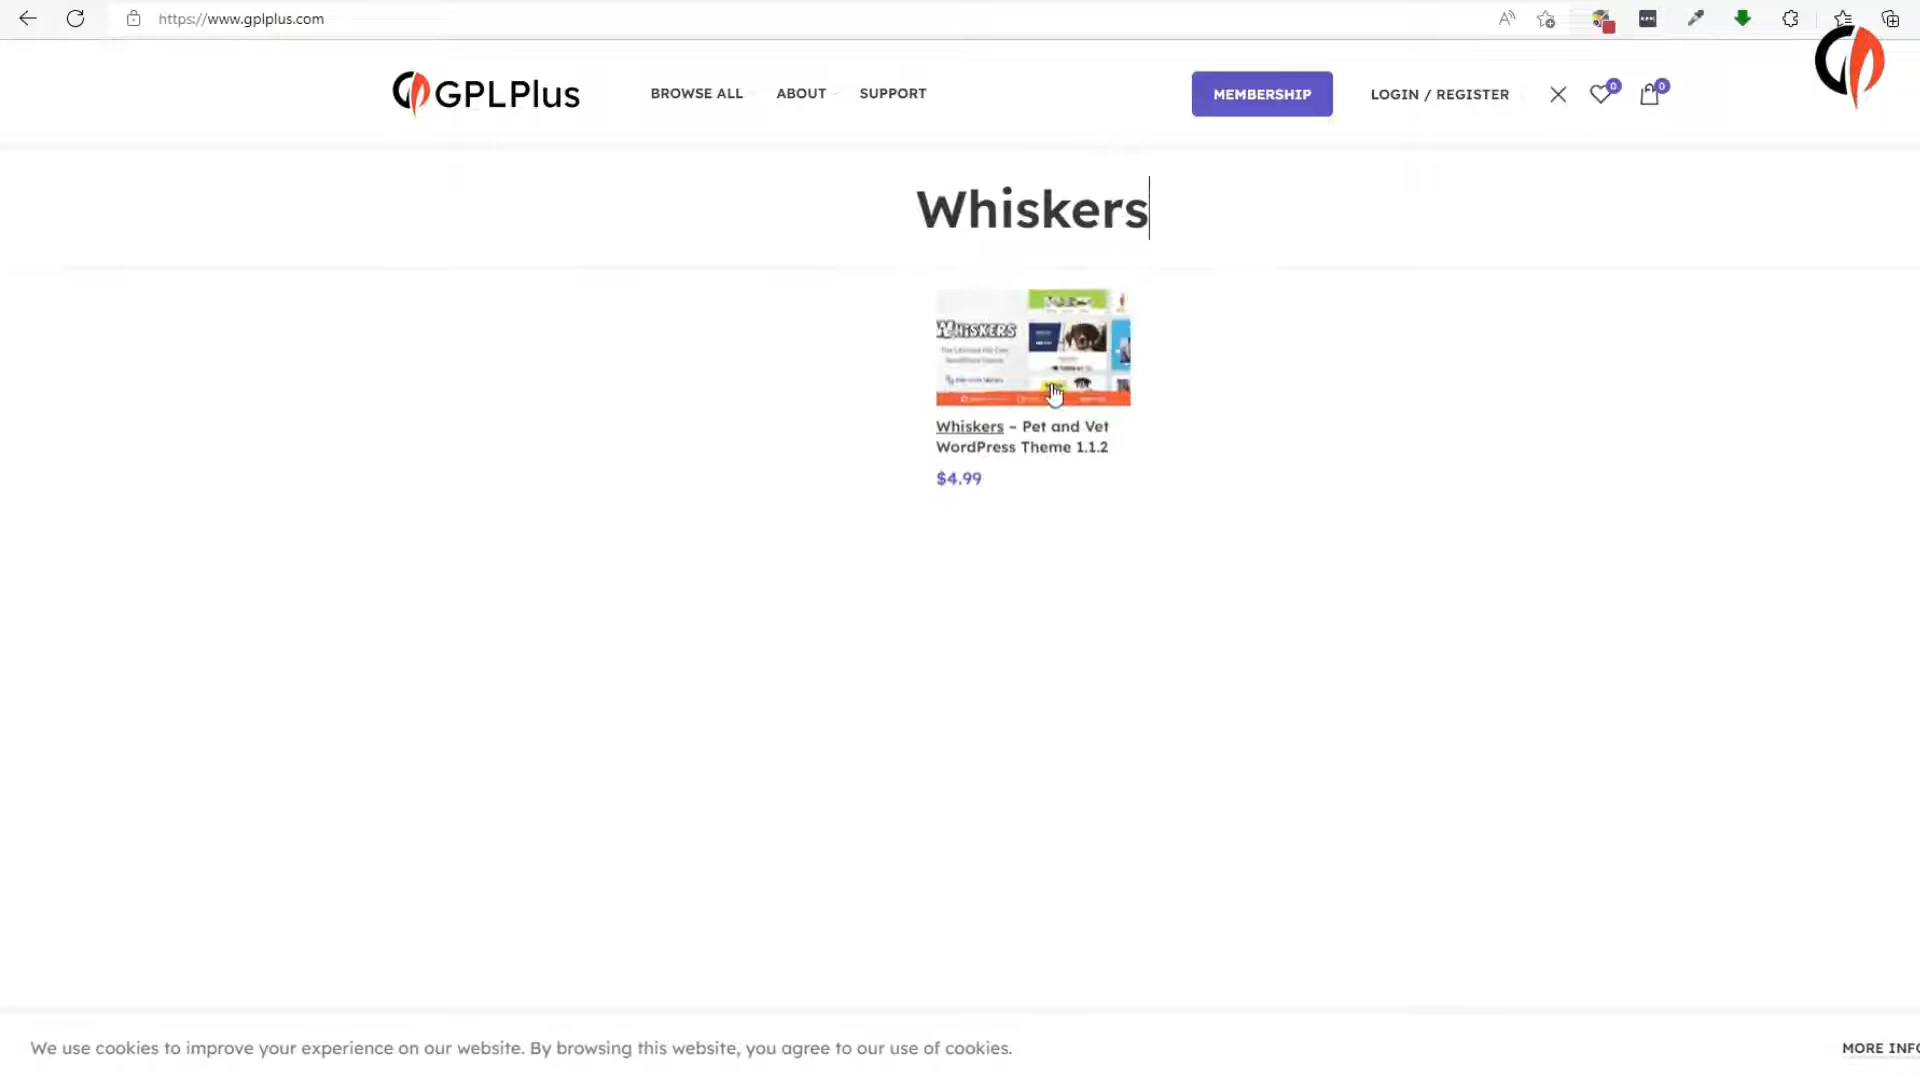 https://www.gplplus.com
GPLPlus
BROWSE ALL
ABOUT
SUPPORT
MEMBERSHIP
LOGIN / REGISTER
0
0
Whiskers
WHISKERS
Whiskers – Pet and Vet
WordPress Theme 1.1.2
$4.99
We use cookies to improve your experience on our website. By browsing this website, you agree to our use of cookies.
MORE INFO